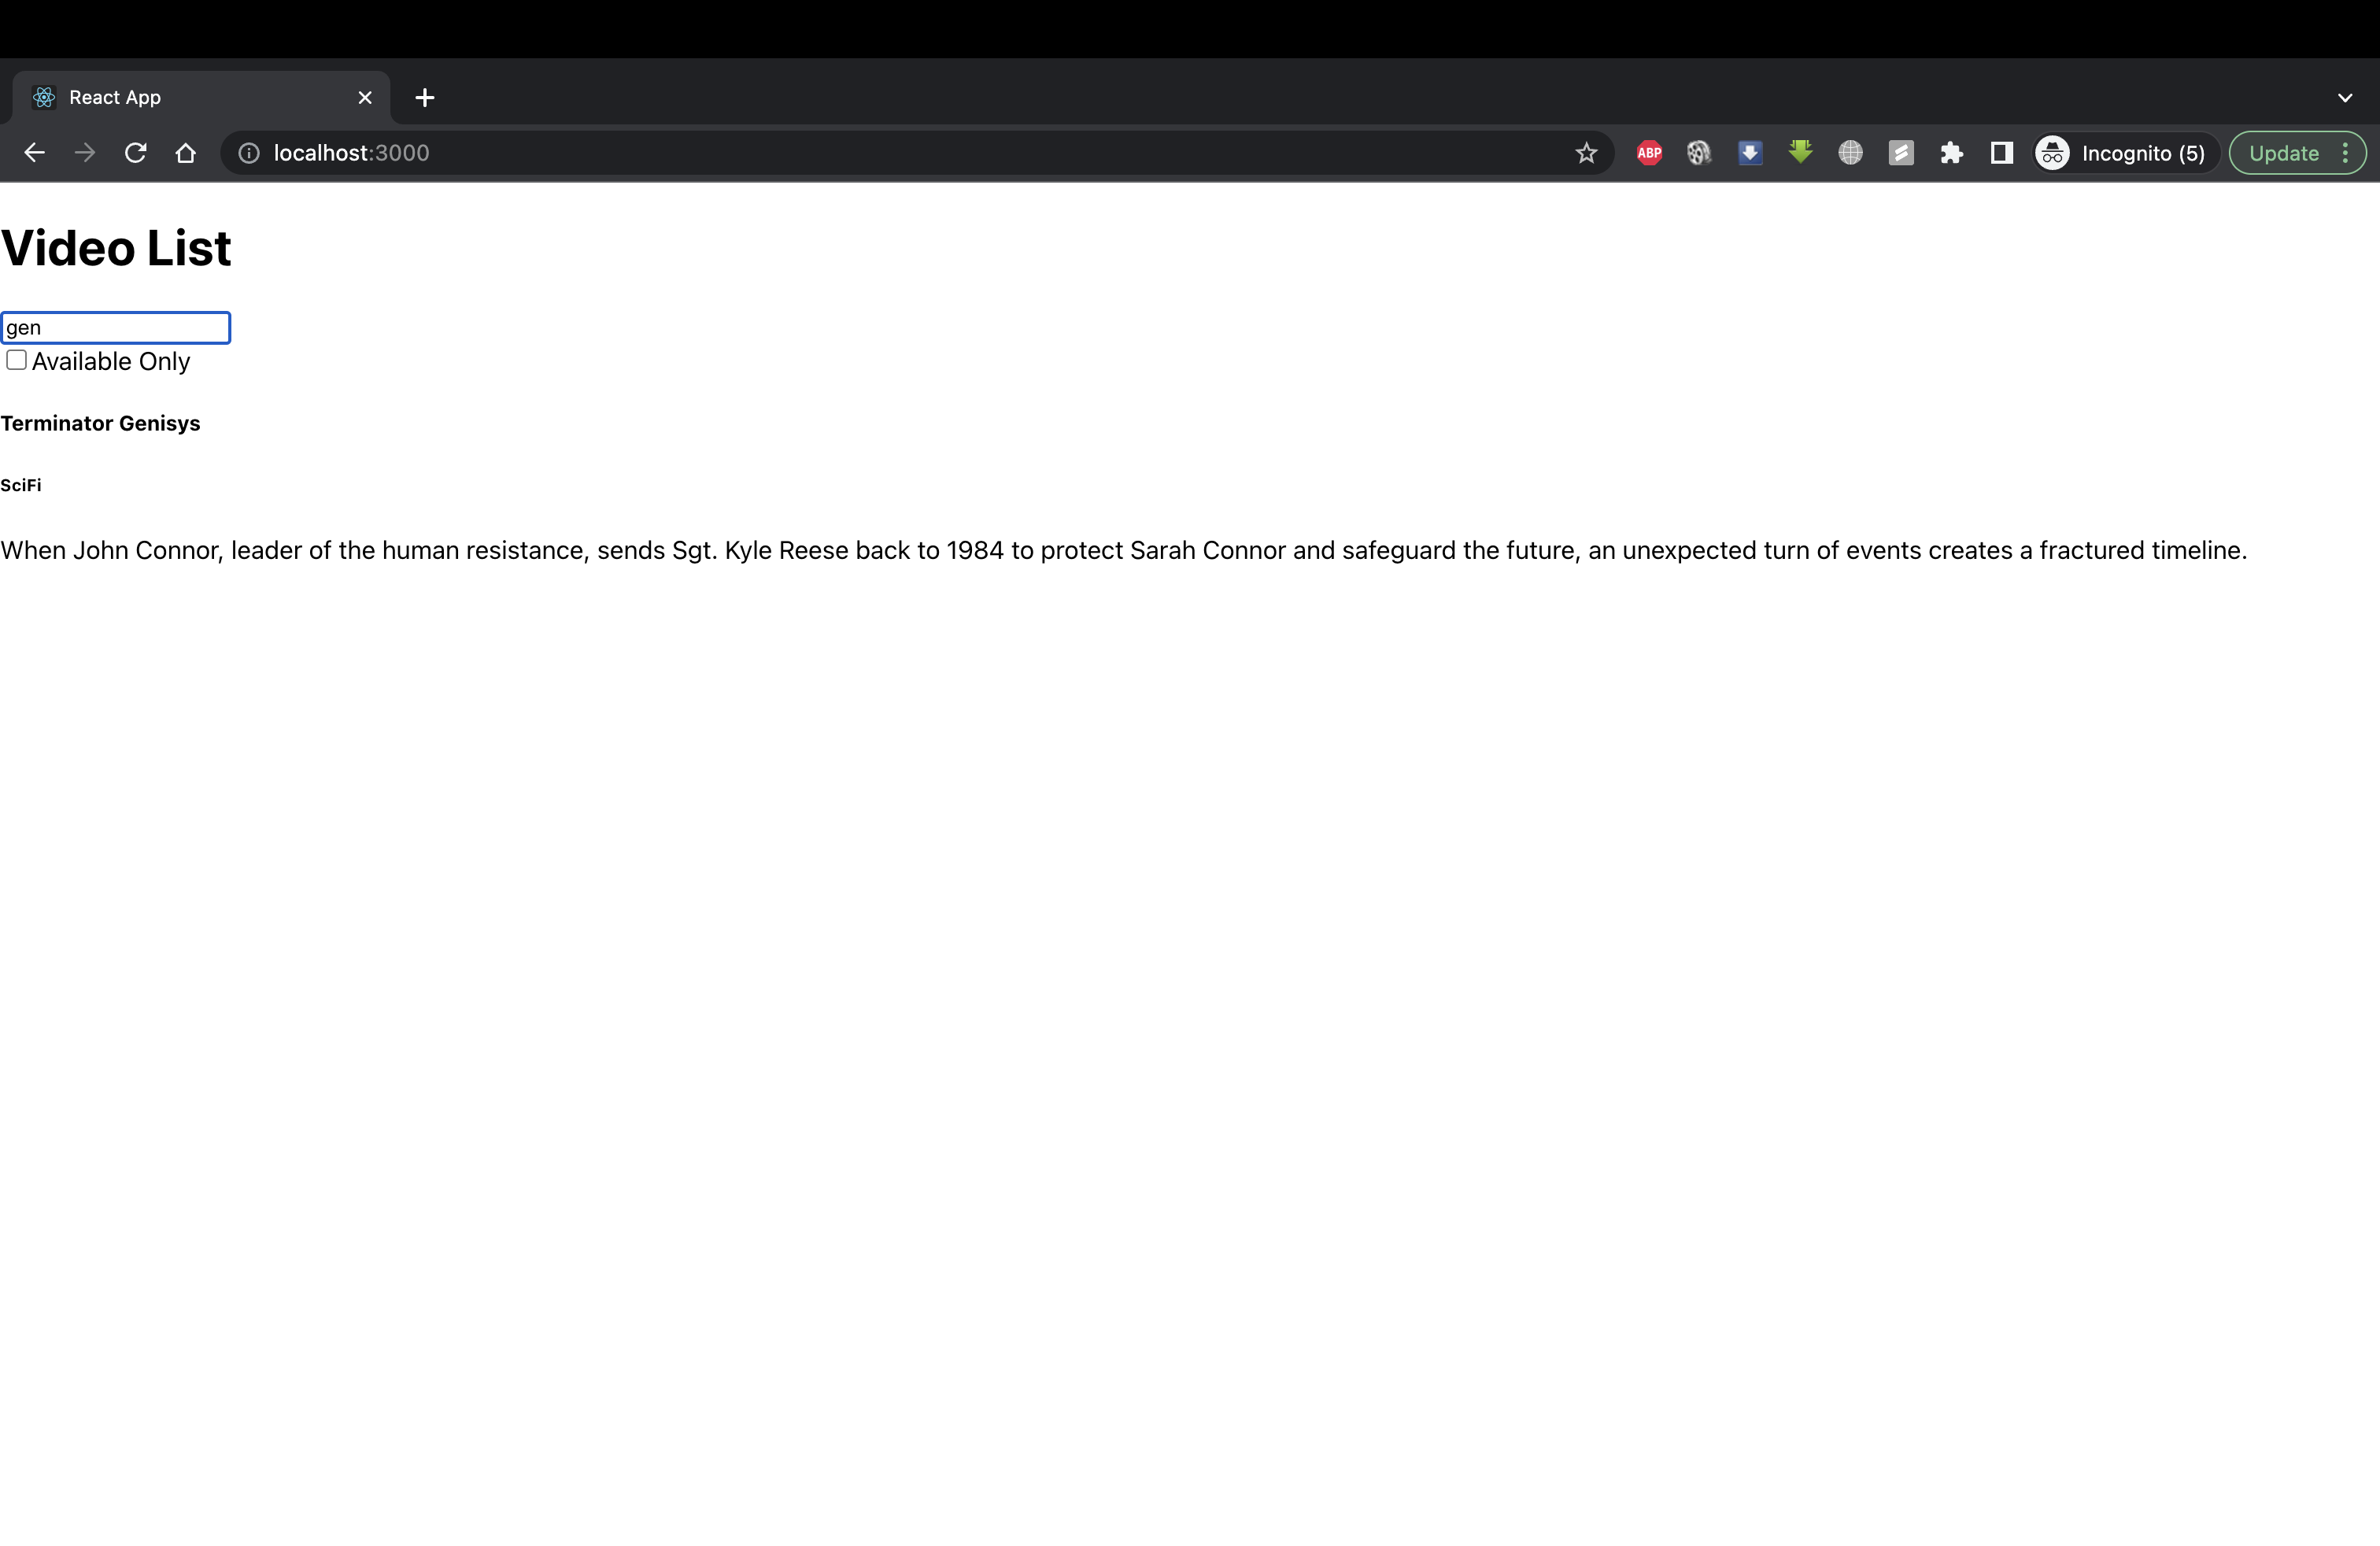 React App
localhost:3000
ABP
Incognito (5)
Update
Video List
gen
Available Only
Terminator Genisys
SciFi
When John Connor, leader of the human resistance, sends Sgt. Kyle Reese back to 1984 to protect Sarah Connor and safeguard the future, an unexpected turn of events creates a fractured timeline.